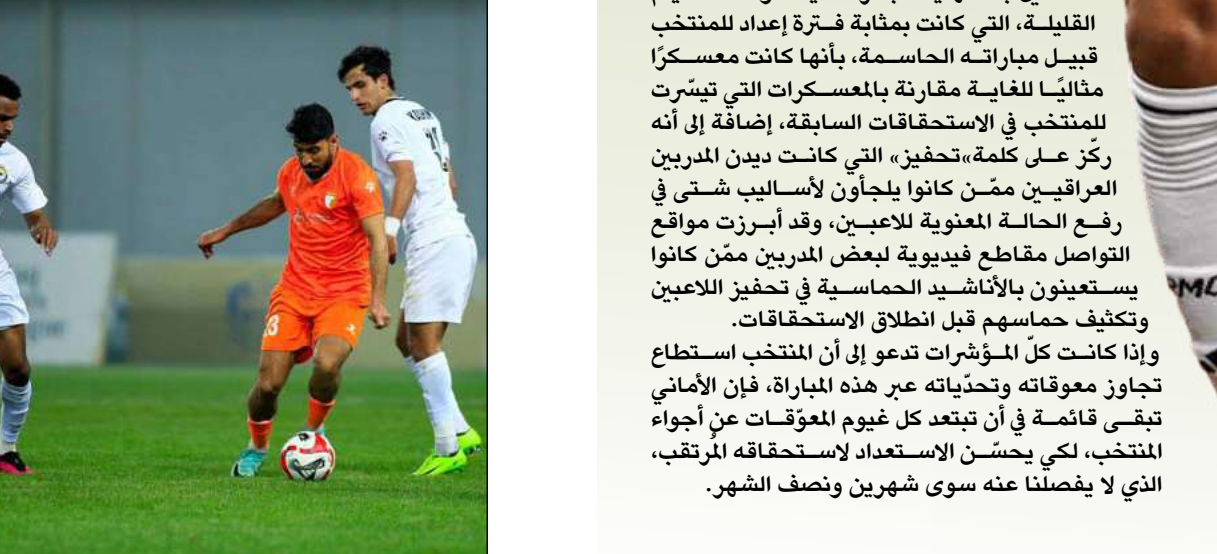 القليلة، التي كانت بمثابة فترة إعداد للمنتخب
قبيل مباراته الحاسمة، بأنها كانت معسكرًا
مثاليًا للغاية مقارنة بالمعسكرات التي تيسّرت
للمنتخب في الاستحقاقات السابقة، إضافة إلى أنه
ركّز على كلمة»تحفيز» التي كانت ديدن المدربين
العراقيين ممّن كانوا يلجأون لأساليب شتى في
رفع الحالة المعنوية للاعبين، وقد أبرزت مواقع
التواصل مقاطع فيديوية لبعض المدربين ممّن كانوا
يستعينون بالأناشيد الحماسية في تحفيز اللاعبين
وتكثيف حماسهم قبل انطلاق الاستحقاقات.
وإذا كانت كلّ المؤشرات تدعو إلى أن المنتخب استطاع
تجاوز معوقاته وتحدّياته عبر هذه المباراة، فإن الأماني
تبقى قائمة في أن تبتعد كل غيوم المعوّقات عن أجواء
المنتخب، لكي يحسّن الاستعداد لاستحقاقه المُرتقب،
الذي لا يفصلنا عنه سوى شهرين ونصف الشهر.